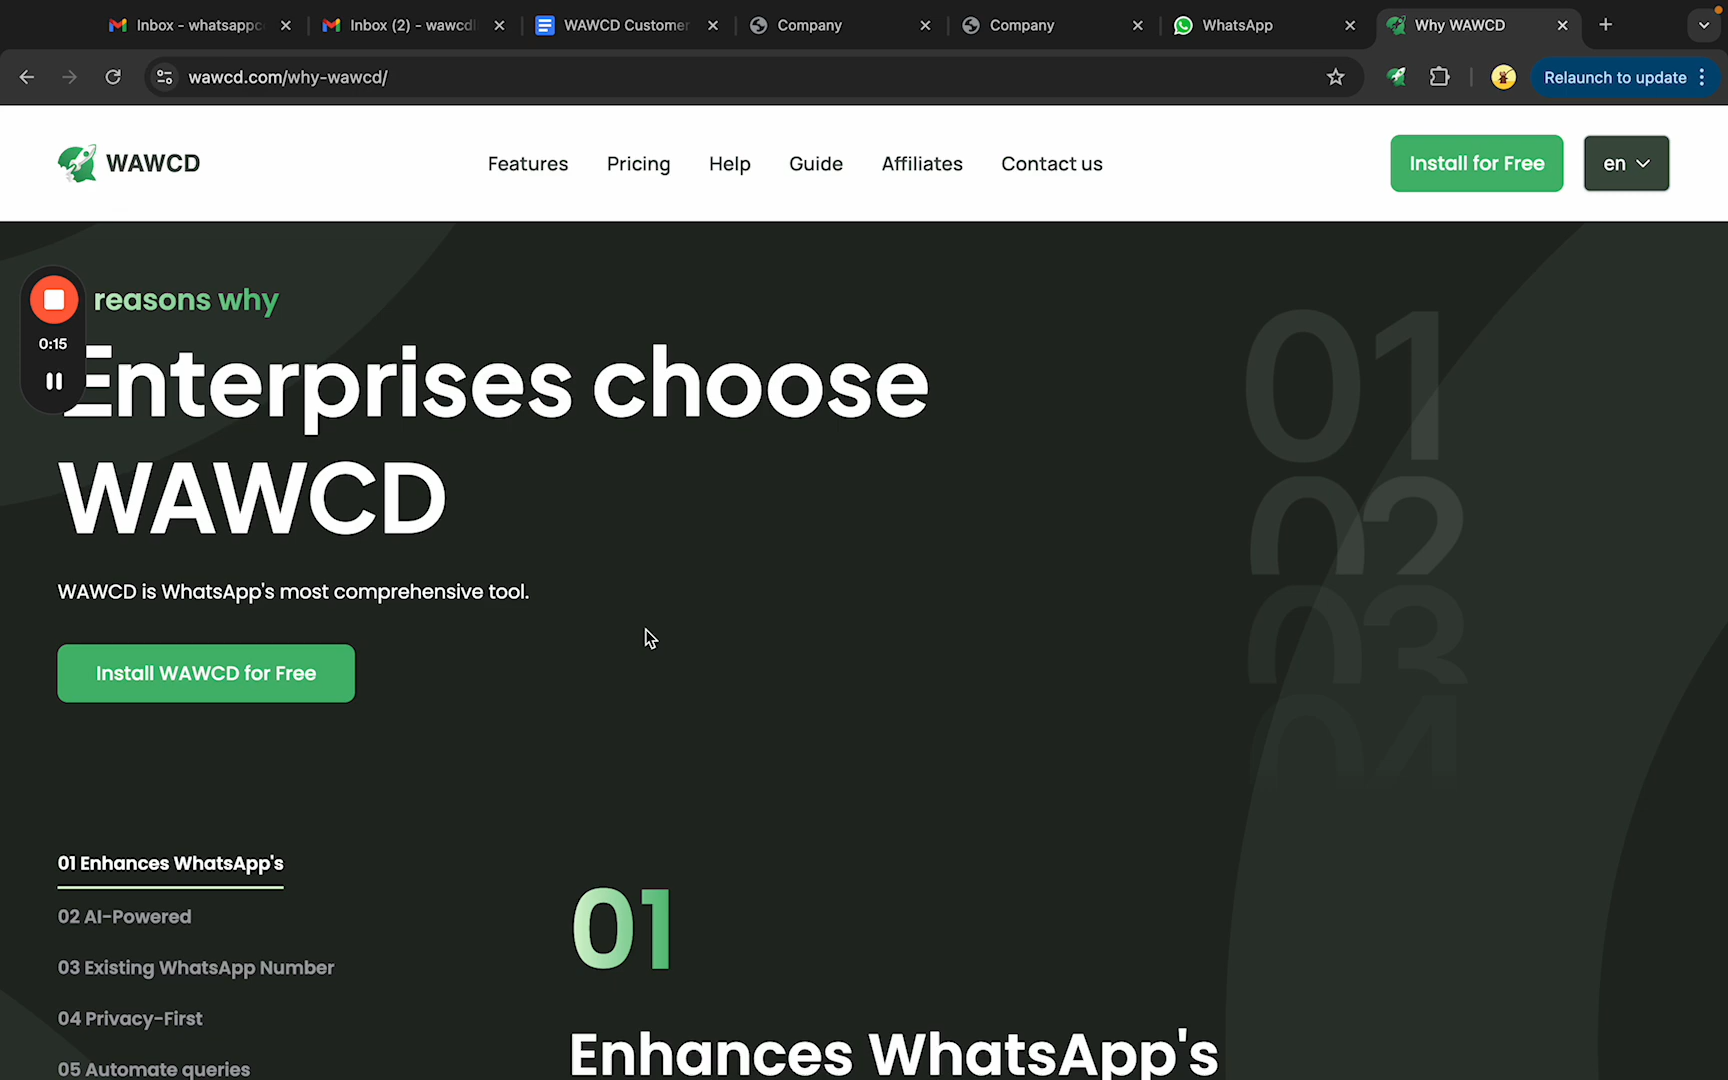 Inbox - whatsappc
Inbox (2) - wawcd
WAWCD Customer
Company
Company
WhatsApp
Why WAWCD
wawcd.com/why-wawcd/
Relaunch to update
WAWCD
Features
Pricing
Help
Guide
Affiliates
Contact us
Install for Free
en
reasons why
0:15
Enterprises choose
WAWCD
WAWCD is WhatsApp's most comprehensive tool.
Install WAWCD for Free
01
02
03
04
01 Enhances WhatsApp's
02 AI-Powered
03 Existing WhatsApp Number
04 Privacy-First
05 Automate queries
01
Enhances WhatsApp's